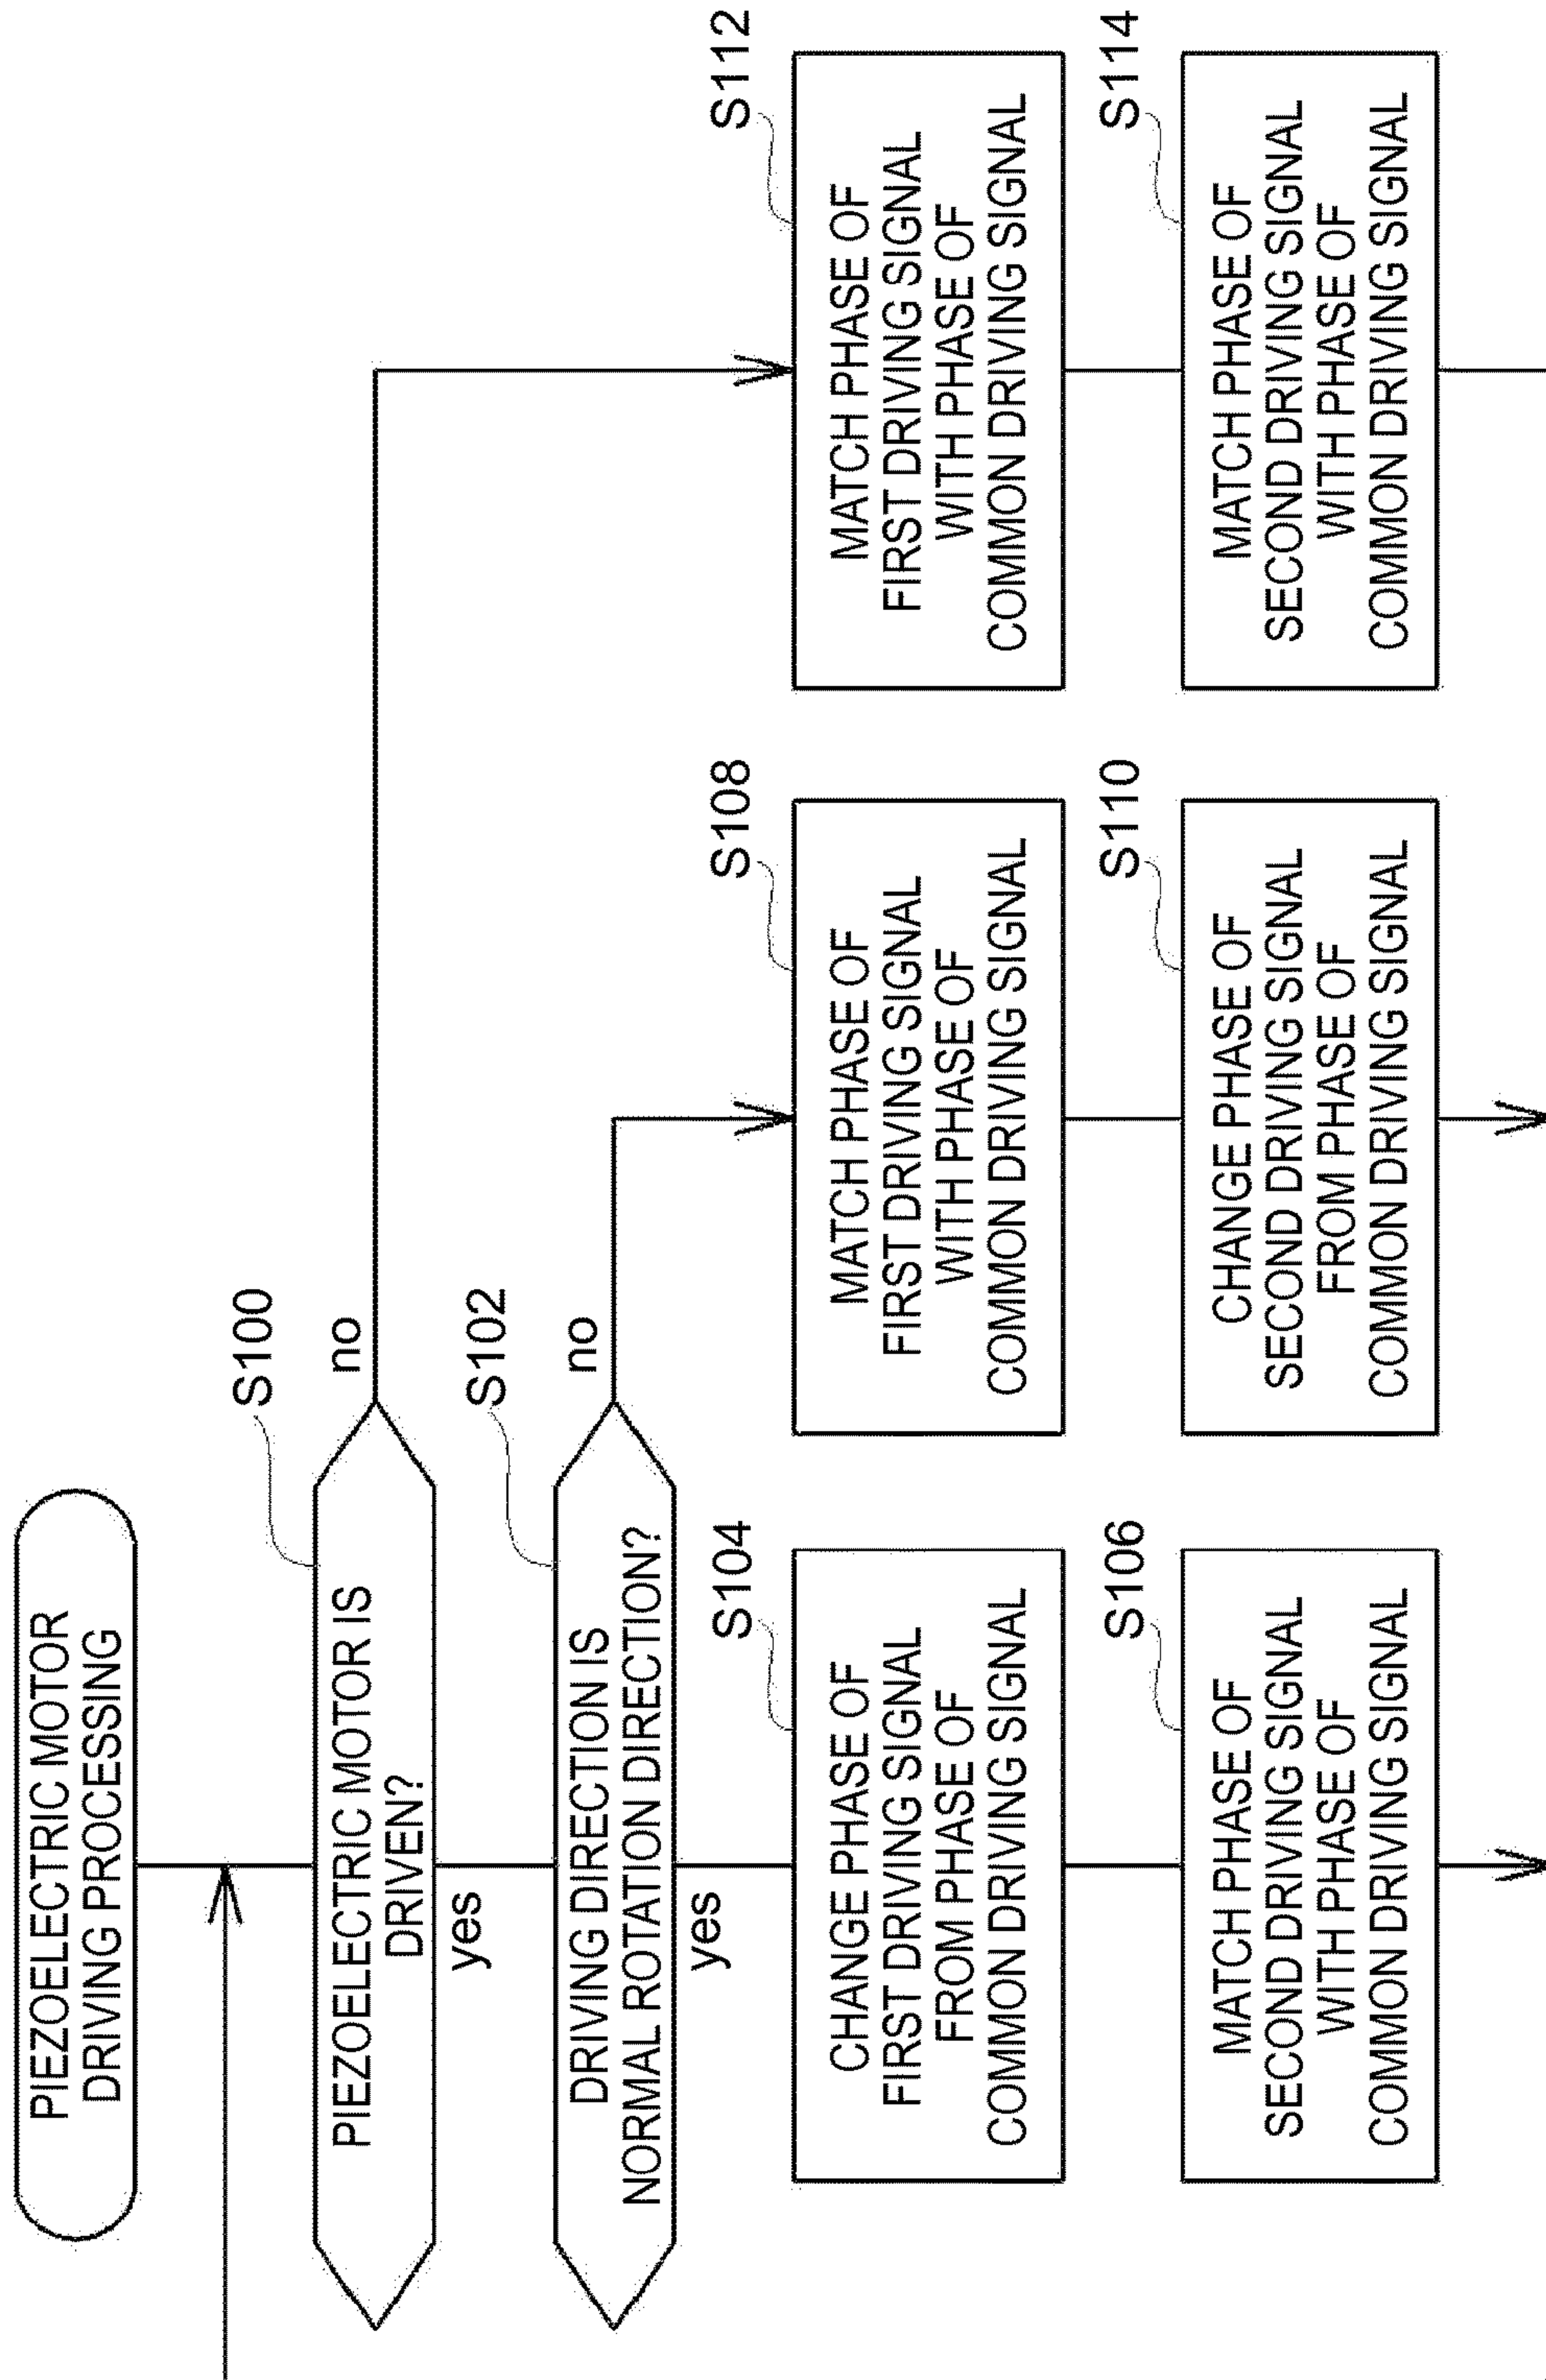 PIEZOELECTRIC MOTOR
DRIVING PROCESSING
S100
PIEZOELECTRIC MOTOR IS
DRIVEN?
no
yes
S102
DRIVING DIRECTION IS
NORMAL ROTATION DIRECTION?
no
yes
S104
CHANGE PHASE OF
FIRST DRIVING SIGNAL
FROM PHASE OF
COMMON DRIVING SIGNAL
S106
MATCH PHASE OF
SECOND DRIVING SIGNAL
WITH PHASE OF
COMMON DRIVING SIGNAL
S108
MATCH PHASE OF
FIRST DRIVING SIGNAL
WITH PHASE OF
COMMON DRIVING SIGNAL
S110
CHANGE PHASE OF
SECOND DRIVING SIGNAL
FROM PHASE OF
COMMON DRIVING SIGNAL
S112
MATCH PHASE OF
FIRST DRIVING SIGNAL
WITH PHASE OF
COMMON DRIVING SIGNAL
S114
MATCH PHASE OF
SECOND DRIVING SIGNAL
WITH PHASE OF
COMMON DRIVING SIGNAL